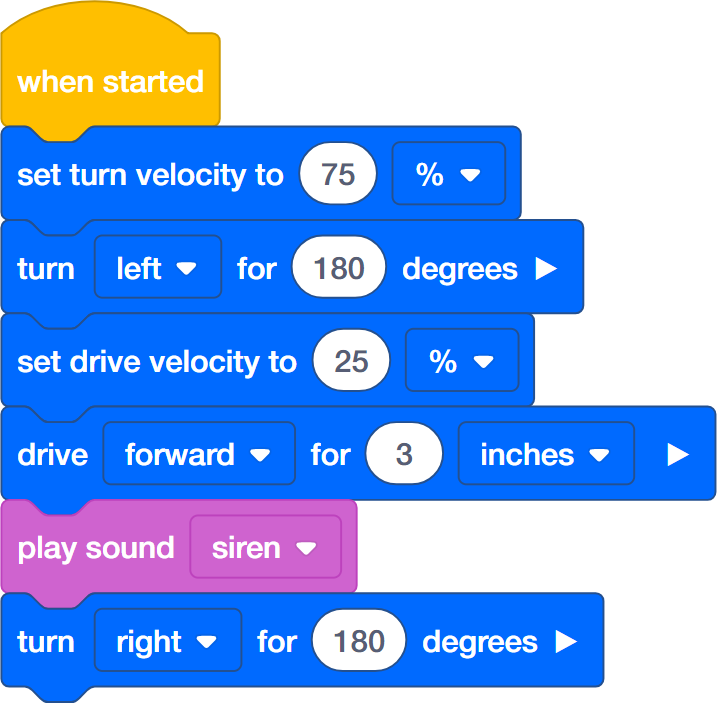 when started
set turn velocity to 75 %
turn left for 180 degrees
set drive velocity to 25 %
drive forward for 3 inches
play sound siren
turn right for 180 degrees